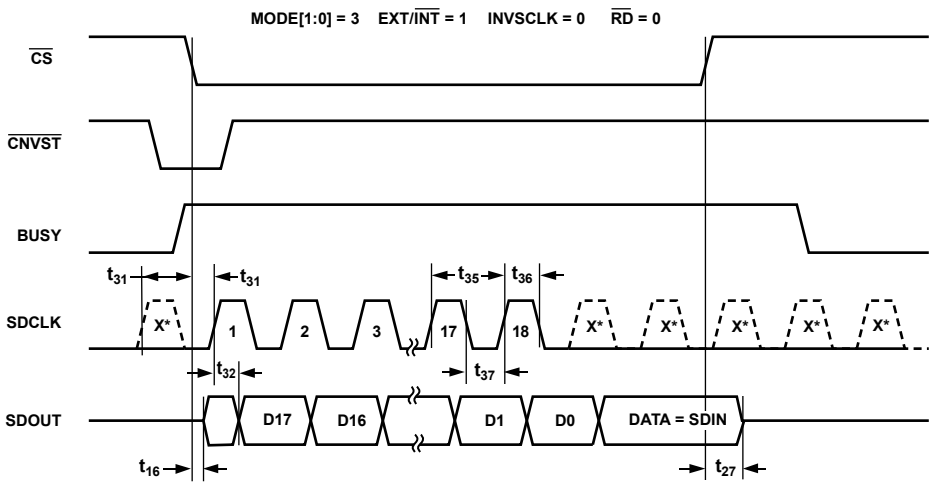 MODE[1:0] = 3 EXT/INT = 1 INVSCLK = 0 RD = 0
CS
CNVST
BUSY
t31 t31 t35 t36
SDCLK X* 1 2 3 17 18 X* X* X* X* X*
t32 t37
SDOUT D17 D16 D1 D0 DATA = SDIN
t16 t27